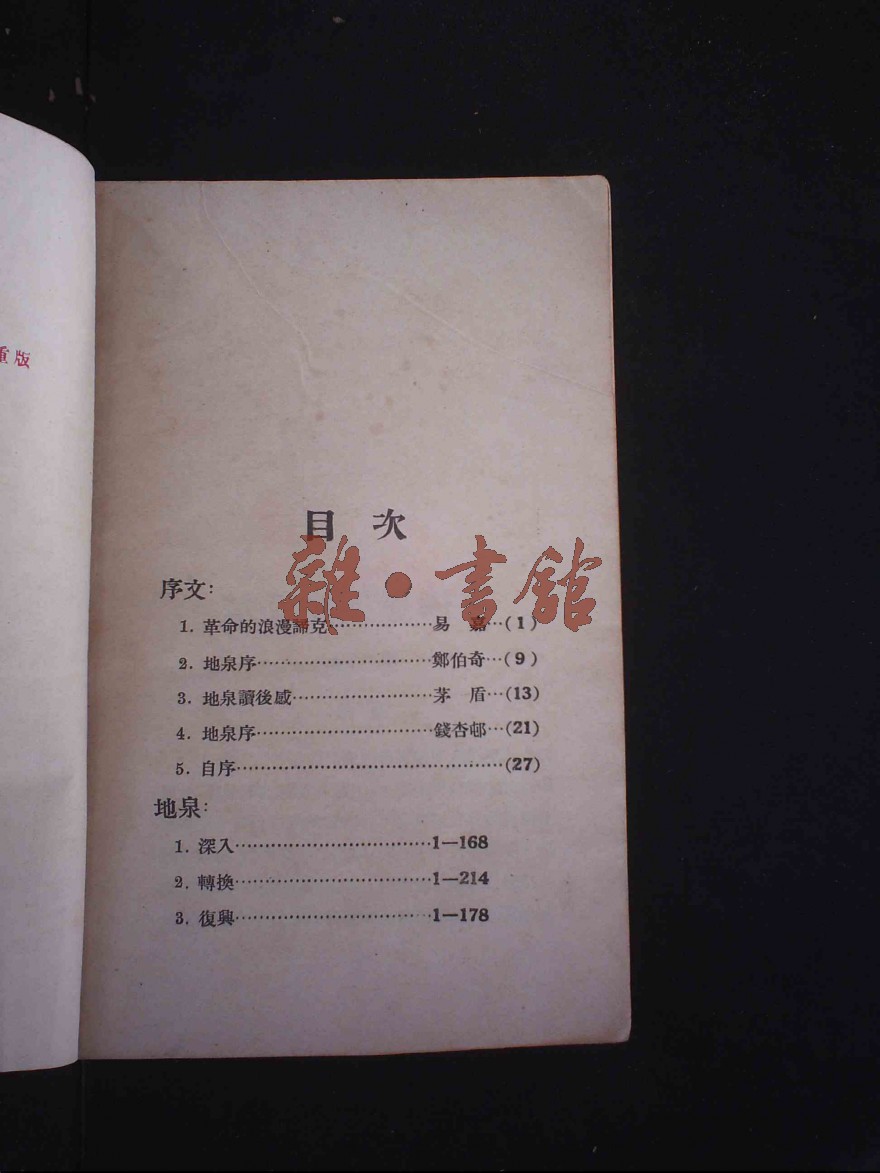 重版
目次
雜·書館
序文：
1. 革命的浪漫諦克………………易　嘉…(1)
2. 地泉序…………………………鄭伯奇…(9)
3. 地泉讀後感……………………茅　盾…(13)
4. 地泉序…………………………錢杏邨…(21)
5. 自序………………………………………(27)
地泉：
1. 深入……………………………1—168
2. 轉換……………………………1—214
3. 復興……………………………1—178